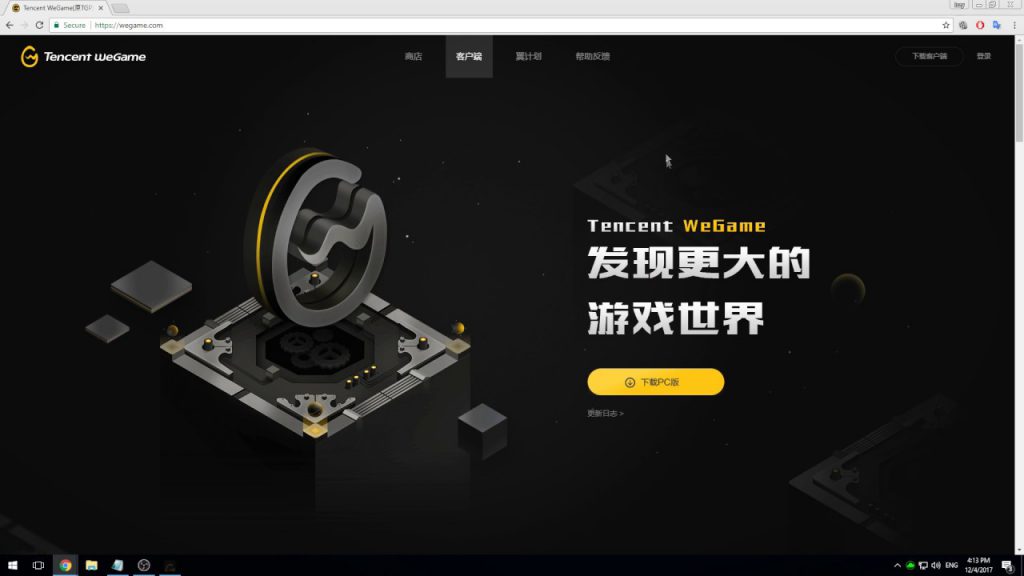 Tencent WeGame(原TGP)
Secure
https://wegame.com
Tencent WeGame
商店
客户端
翼计划
帮助反馈
下载客户端
登录
Tencent WeGame
发现更大的
游戏世界
下载PC版
更新日志 >
ENG
4:13 PM
12/4/2017